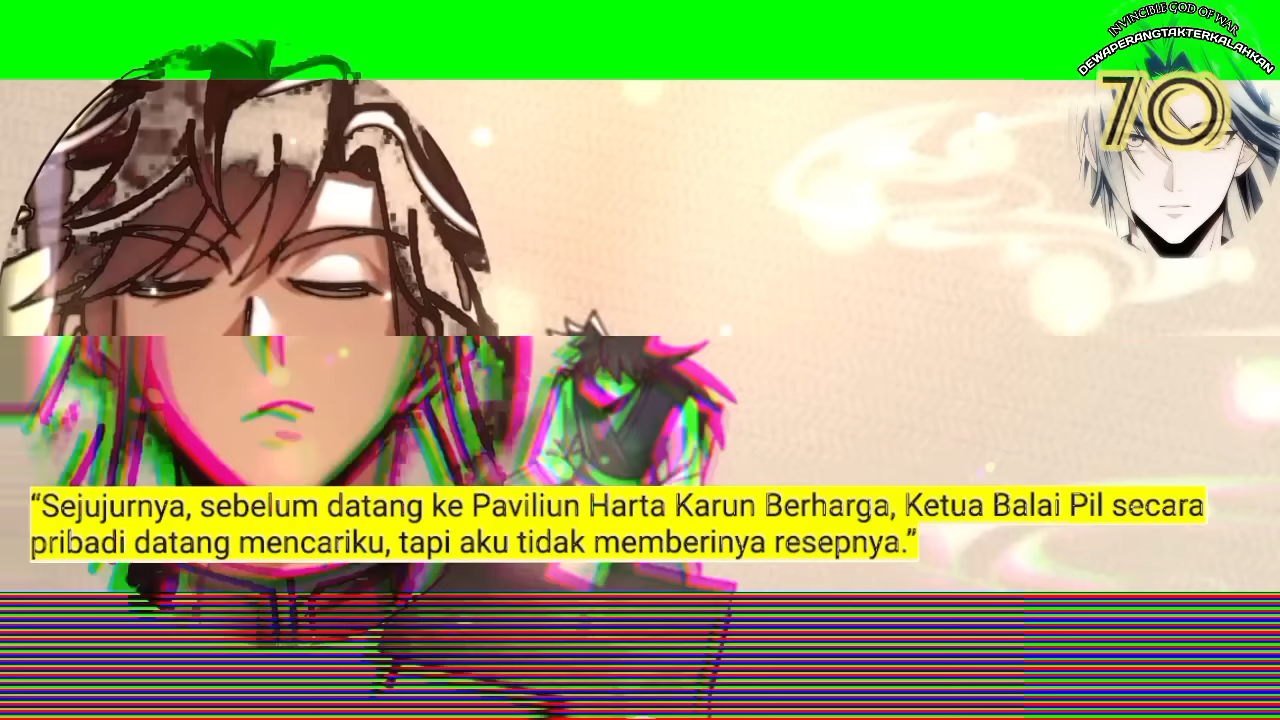 INVINCIBLE GOD OF WAR
DEWAPERANGTAKTERKALAHKAN
70
“Sejujurnya, sebelum datang ke Paviliun Harta Karun Berharga, Ketua Balai Pil secara
pribadi datang mencariku, tapi aku tidak memberinya resepnya.”